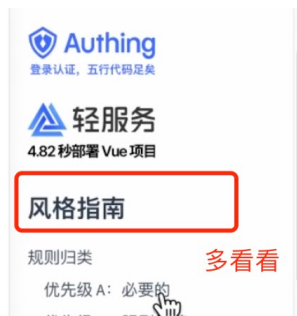 Authing
登录认证，五行代码足矣
轻服务
4.82 秒部署 Vue 项目
风格指南
规则归类
多看看
优先级 A：必要的